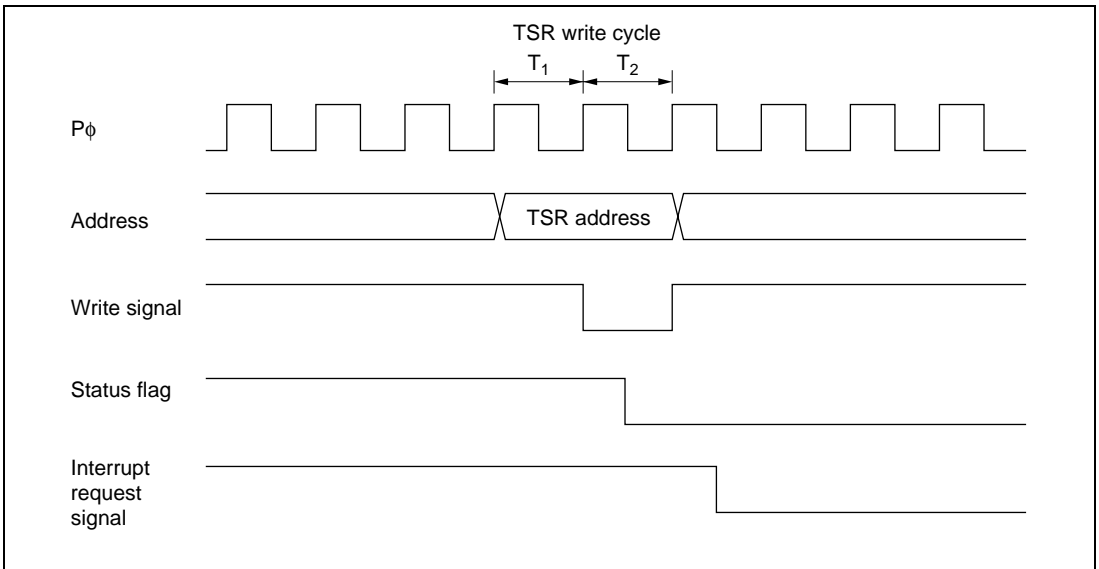 TSR write cycle
T1 T2
Pϕ
Address
TSR address
Write signal
Status flag
Interrupt
request
signal